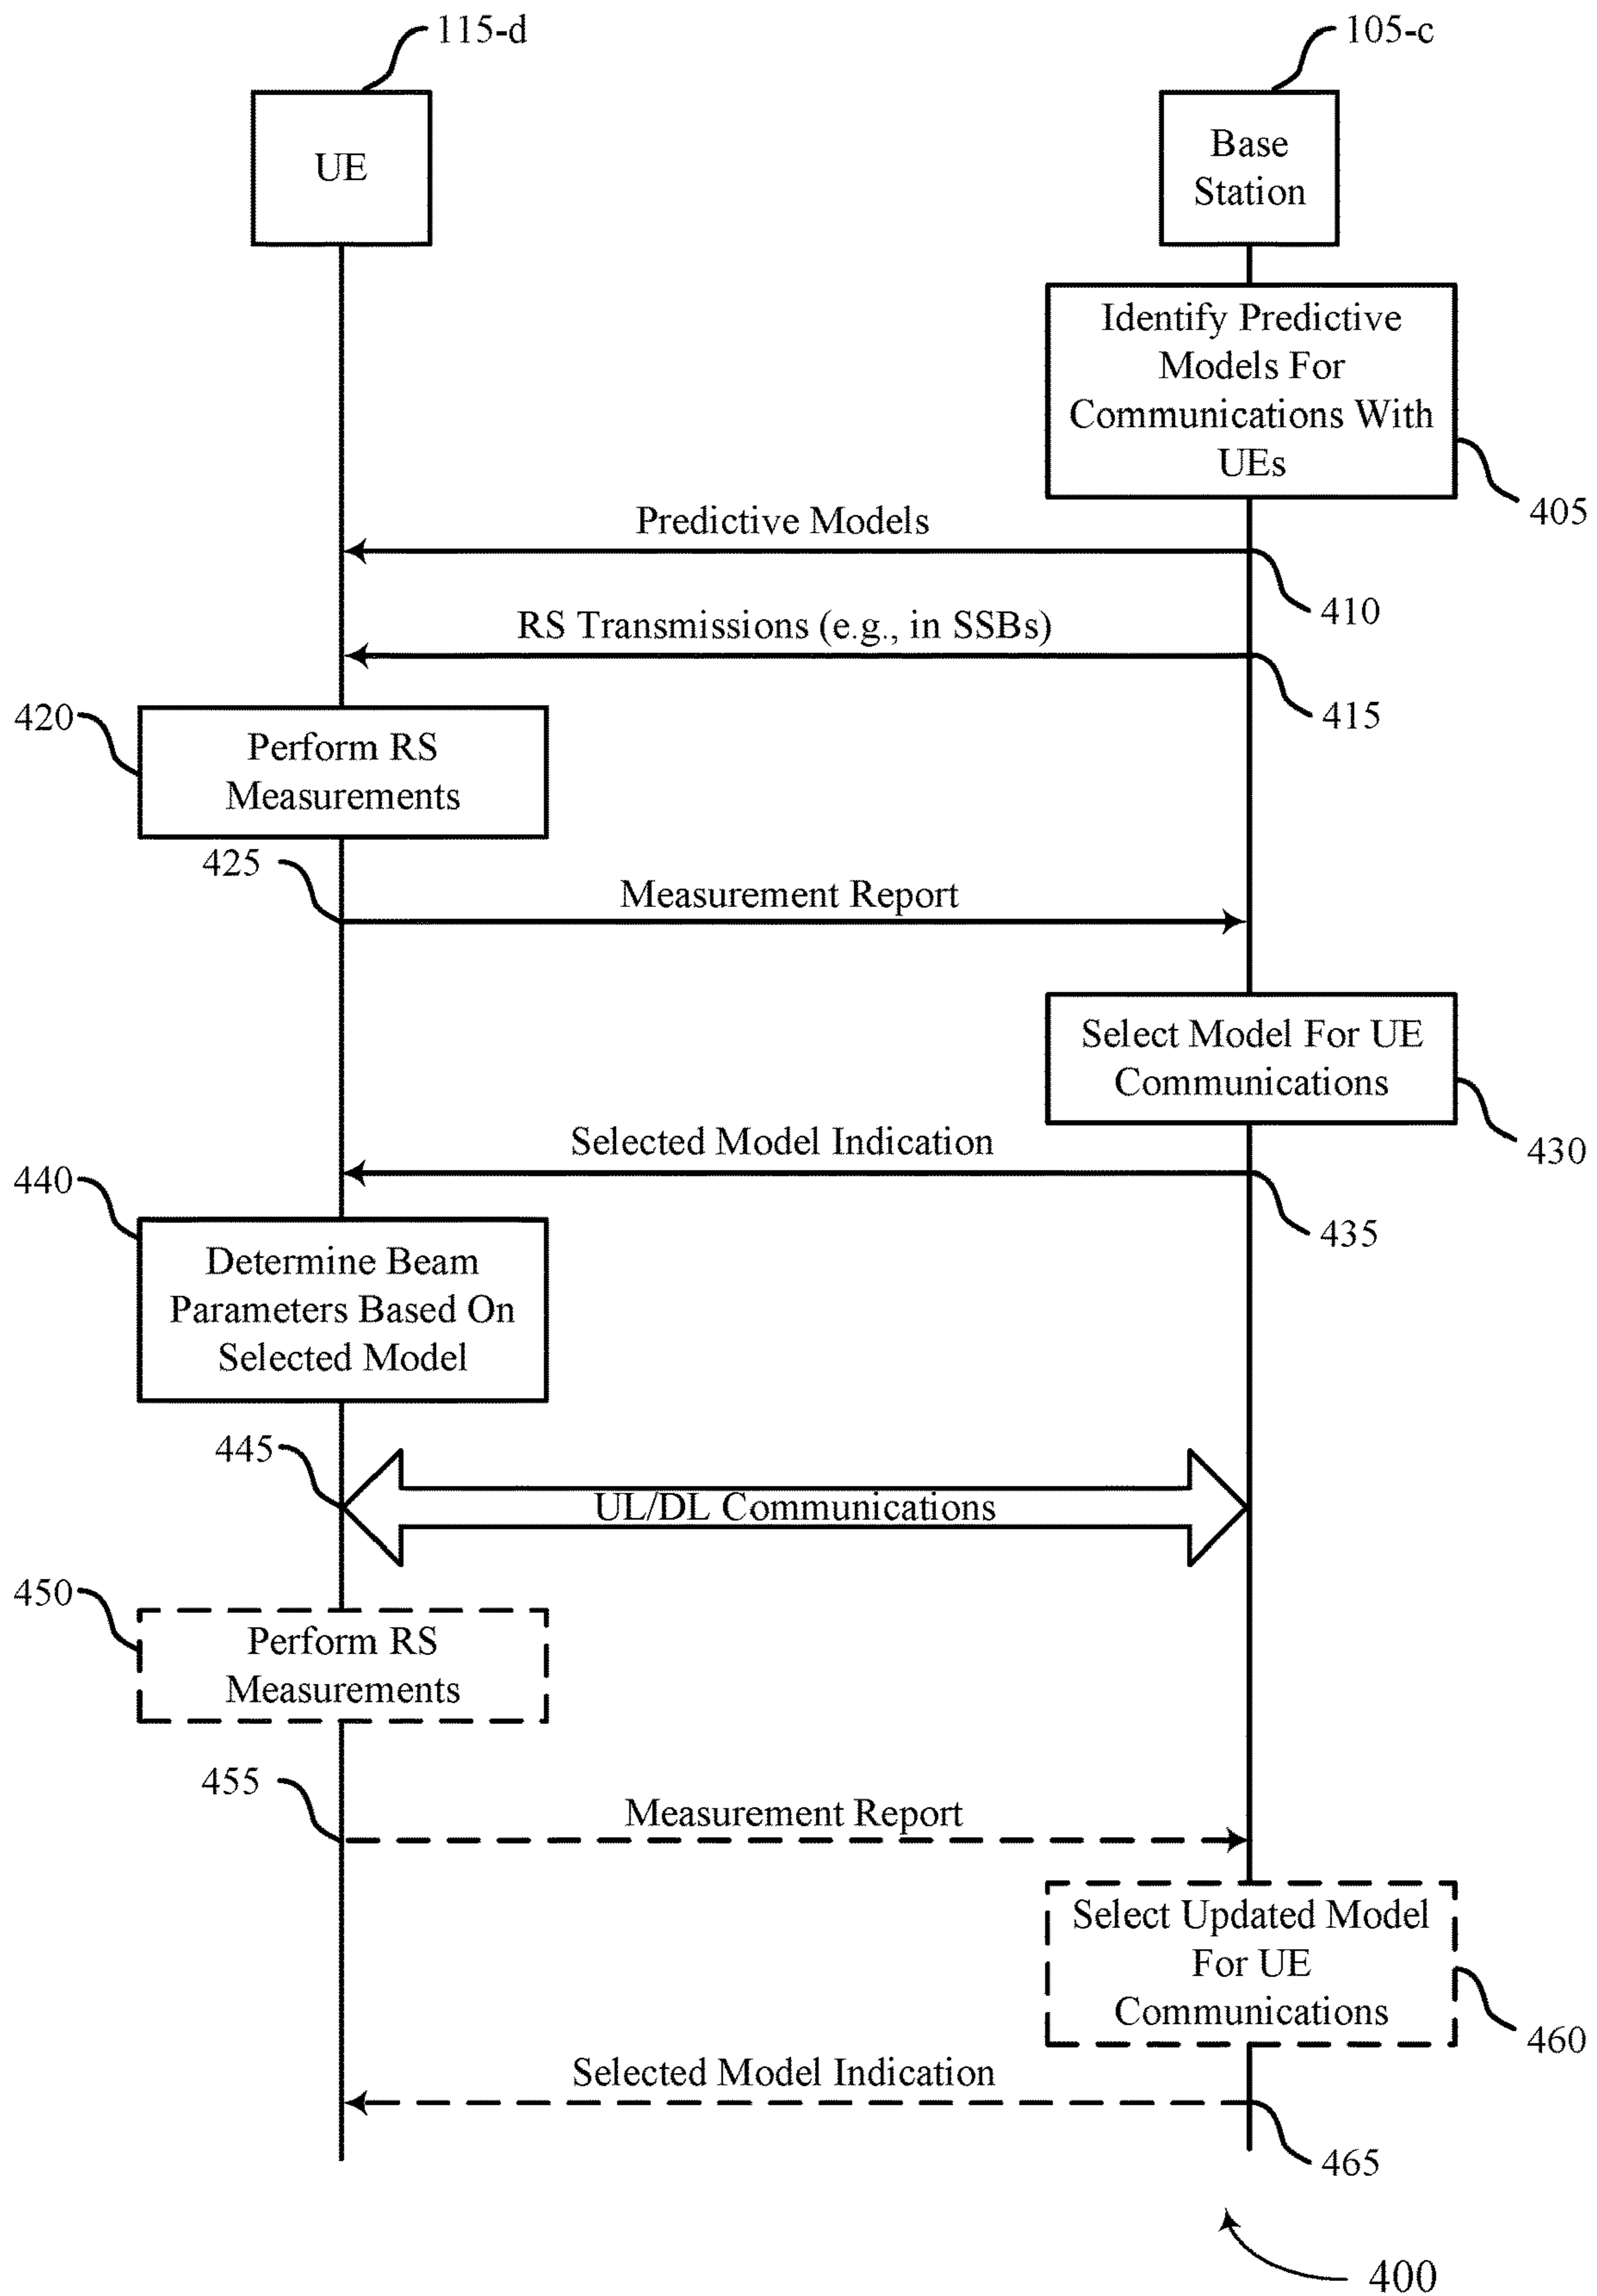 115-d
105-c
UE
Base
Station
Identify Predictive
Models For
Communications With
UEs
405
Predictive Models
410
RS Transmissions (e.g., in SSBs)
415
420
Perform RS
Measurements
425
Measurement Report
Select Model For UE
Communications
430
Selected Model Indication
435
440
Determine Beam
Parameters Based On
Selected Model
445
UL/DL Communications
450
Perform RS
Measurements
455
Measurement Report
Select Updated Model
For UE
Communications
460
Selected Model Indication
465
400